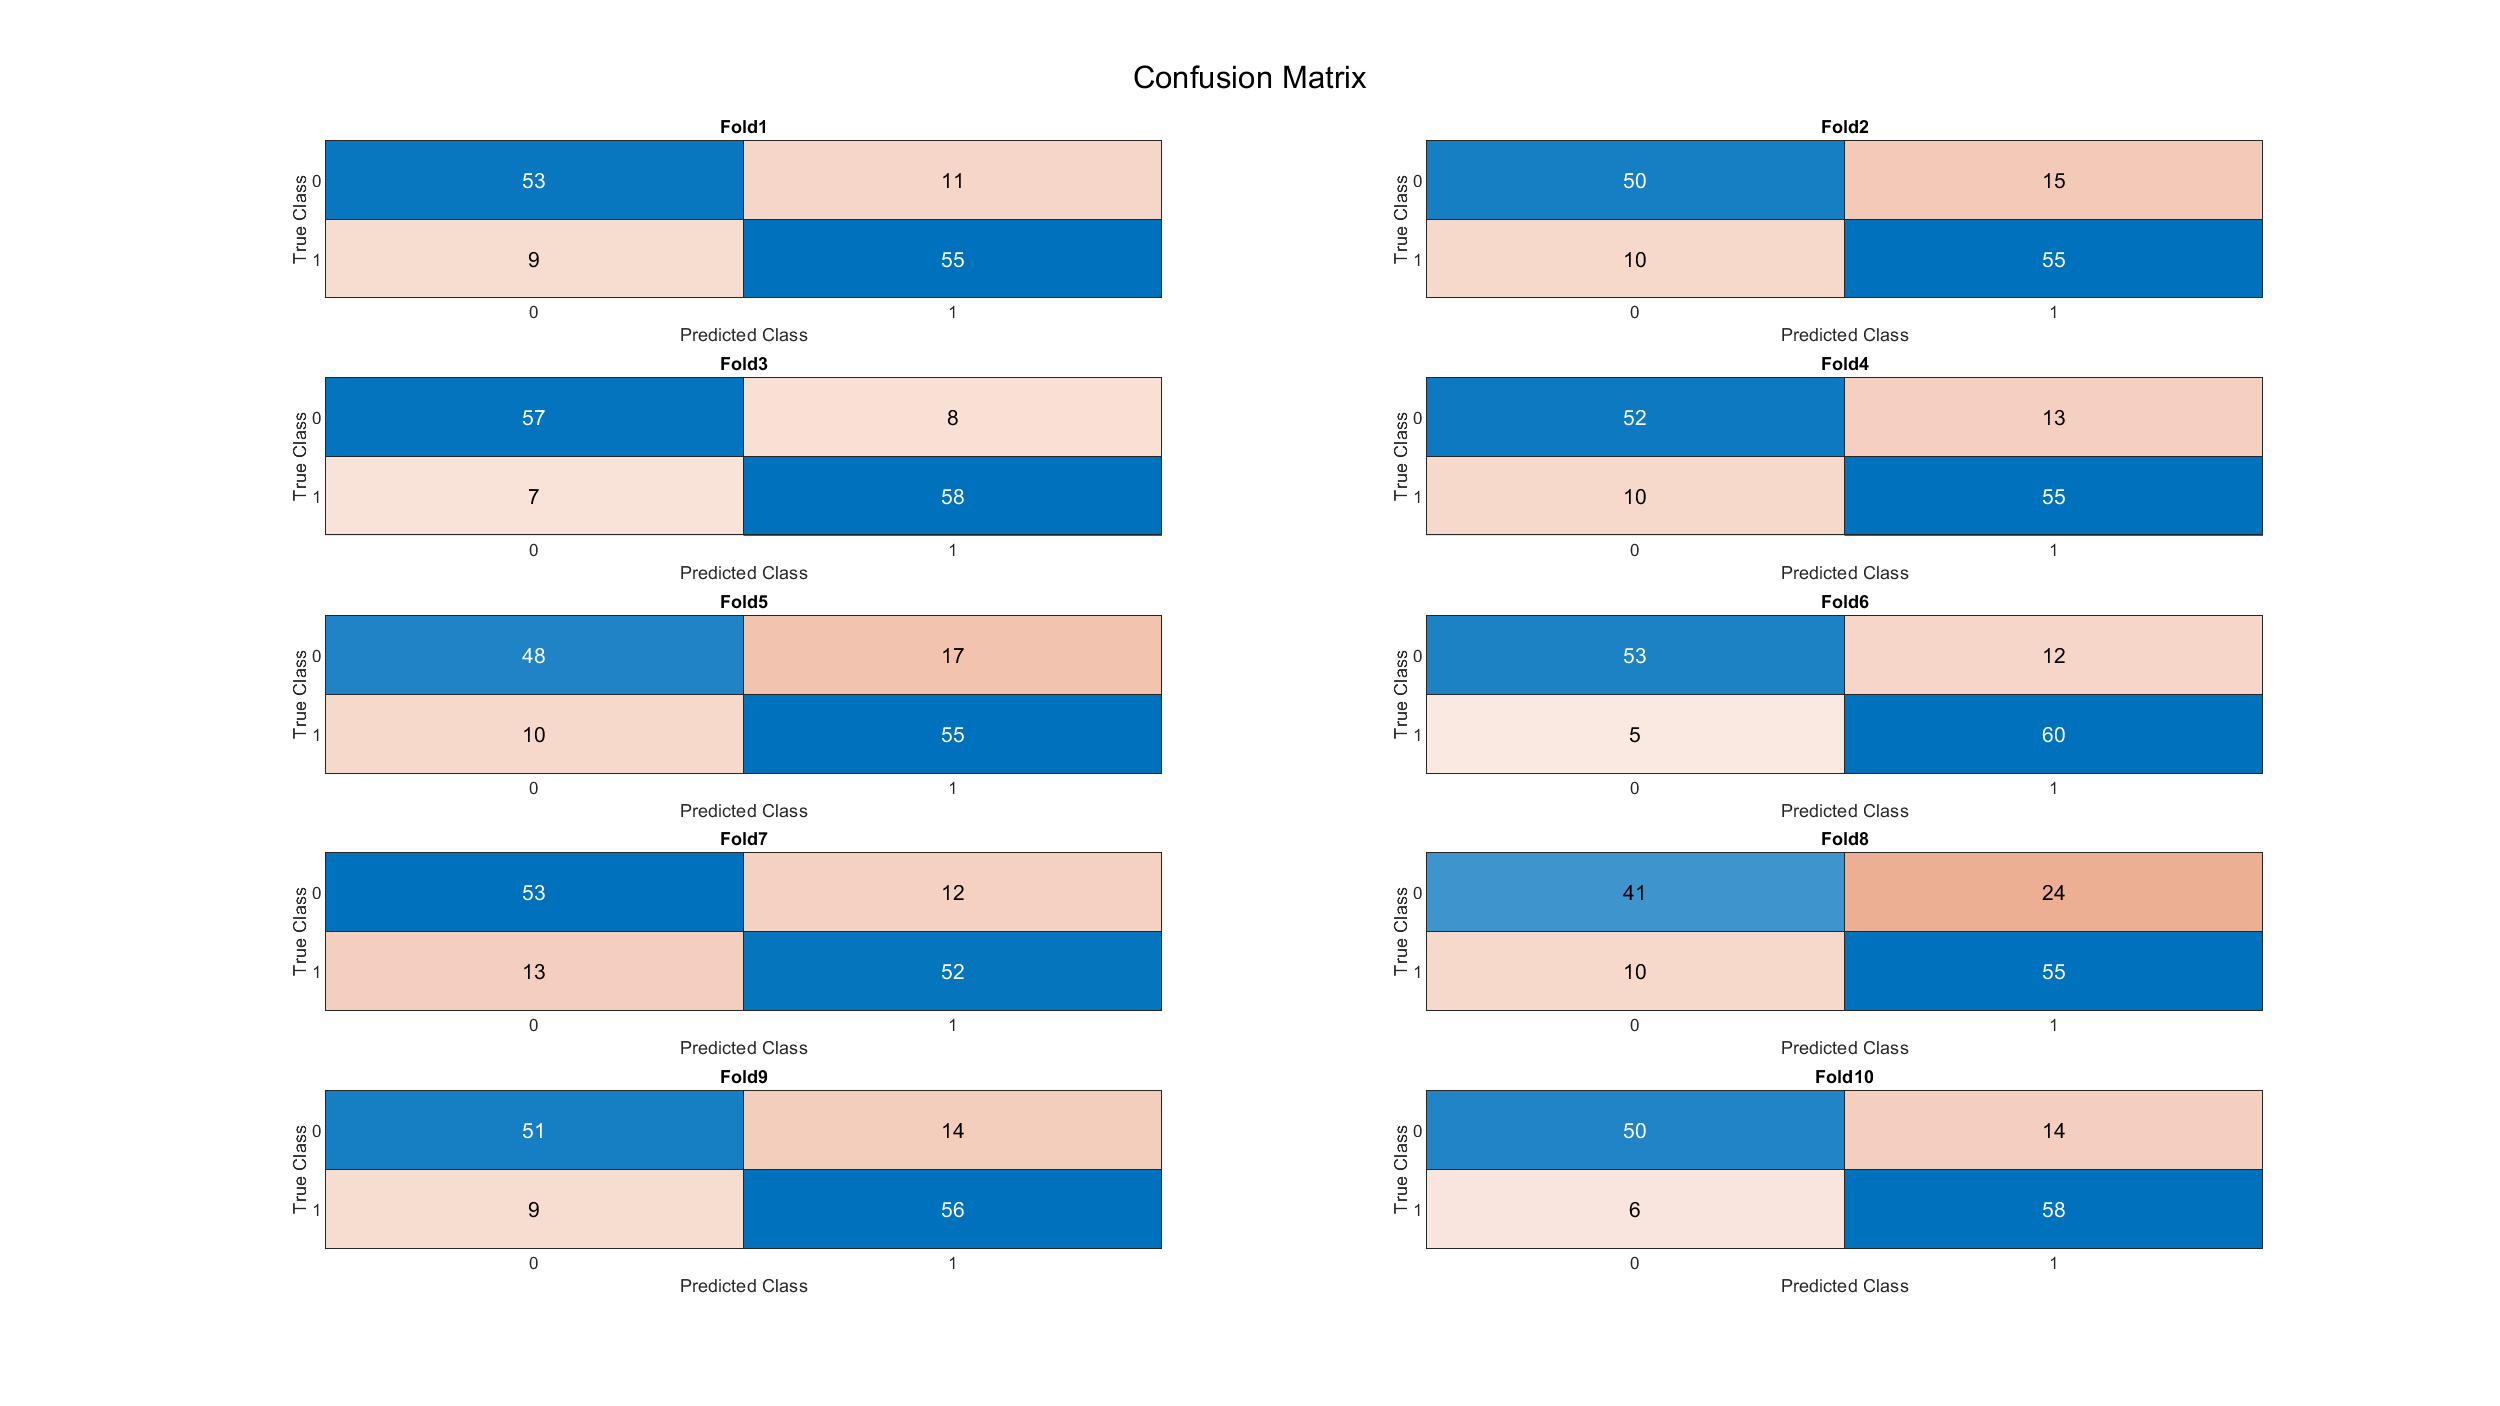 Confusion Matrix
Fold1
True Class
0 53 11
1 9 55
0 1
Predicted Class
Fold2
True Class
0 50 15
1 10 55
0 1
Predicted Class
Fold3
True Class
0 57 8
1 7 58
0 1
Predicted Class
Fold4
True Class
0 52 13
1 10 55
0 1
Predicted Class
Fold5
True Class
0 48 17
1 10 55
0 1
Predicted Class
Fold6
True Class
0 53 12
1 5 60
0 1
Predicted Class
Fold7
True Class
0 53 12
1 13 52
0 1
Predicted Class
Fold8
True Class
0 41 24
1 10 55
0 1
Predicted Class
Fold9
True Class
0 51 14
1 9 56
0 1
Predicted Class
Fold10
True Class
0 50 14
1 6 58
0 1
Predicted Class